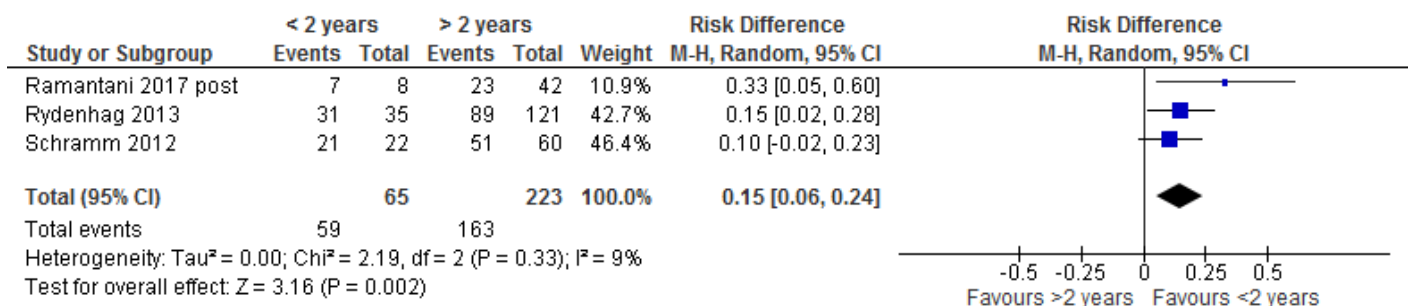 < 2 years > 2 years Risk Difference Risk Difference
Study or Subgroup Events Total Events Total Weight M-H, Random, 95% CI M-H, Random, 95% CI
Ramantani 2017 post 7 8 23 42 10.9% 0.33 [0.05, 0.60]
Rydenhag 2013 31 35 89 121 42.7% 0.15 [0.02, 0.28]
Schramm 2012 21 22 51 60 46.4% 0.10 [-0.02, 0.23]
Total (95% CI) 65 223 100.0% 0.15 [0.06, 0.24]
Total events 59 163
Heterogeneity: Tau² = 0.00; Chi² = 2.19, df = 2 (P = 0.33); I² = 9%
Test for overall effect: Z = 3.16 (P = 0.002)
-0.5 -0.25 0 0.25 0.5
Favours >2 years Favours <2 years